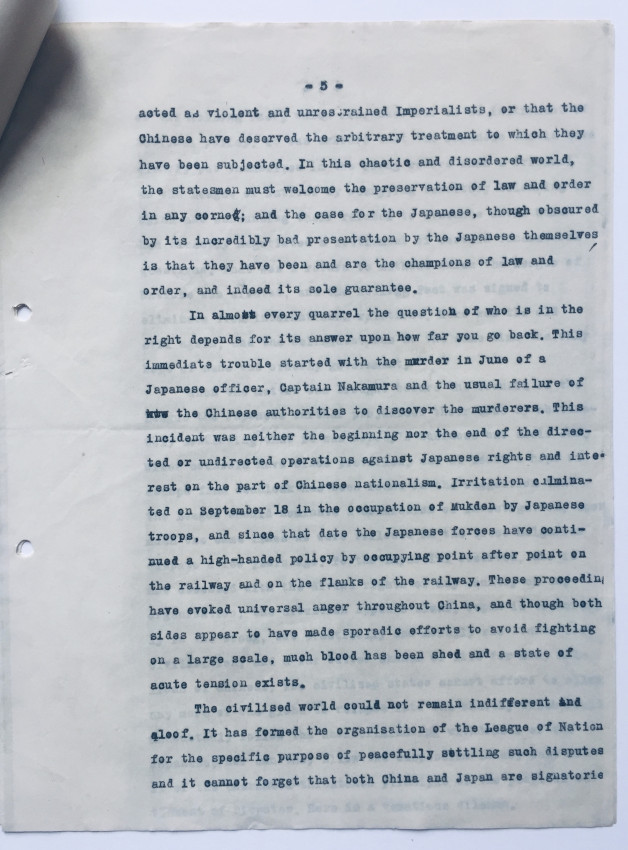 - 5 -
acted as violent and unrestrained Imperialists, or that the
Chinese have deserved the arbitrary treatment to which they
have been subjected. In this chaotic and disordered world,
the statesmen must welcome the preservation of law and order
in any corner; and the case for the Japanese, though obscured
by its incredibly bad presentation by the Japanese themselves
is that they have been and are the champions of law and
order, and indeed its sole guarantee.
In almost every quarrel the question of who is in the
right depends for its answer upon how far you go back. This
immediate trouble started with the murder in June of a
Japanese officer, Captain Nakamura and the usual failure of
the Chinese authorities to discover the murderers. This
incident was neither the beginning nor the end of the direc-
ted or undirected operations against Japanese rights and inte-
rest on the part of Chinese nationalism. Irritation culmina-
ted on September 18 in the occupation of Mukden by Japanese
troops, and since that date the Japanese forces have conti-
nued a high-handed policy by occupying point after point on
the railway and on the flanks of the railway. These proceeding
have evoked universal anger throughout China, and though both
sides appear to have made sporadic efforts to avoid fighting
on a large scale, much blood has been shed and a state of
acute tension exists.
The civilised world could not remain indifferent and
aloof. It has formed the organisation of the League of Nation
for the specific purpose of peacefully settling such disputes
and it cannot forget that both China and Japan are signatorie